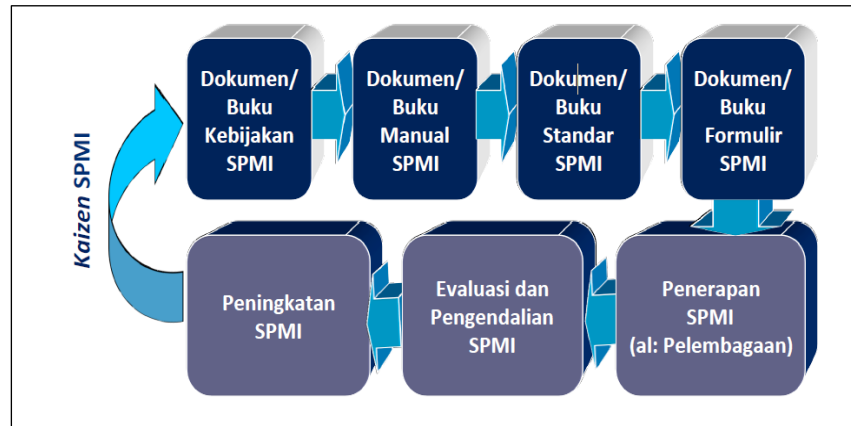 Dokumen/
Buku
Kebijakan
SPMI
Dokumen/
Buku
Manual
SPMI
Dokumen/
Buku
Standar
SPMI
Dokumen/
Buku
Formulir
SPMI
Kaizen SPMI
Peningkatan
SPMI
Evaluasi dan
Pengendalian
SPMI
Penerapan
SPMI
(al: Pelembagaan)